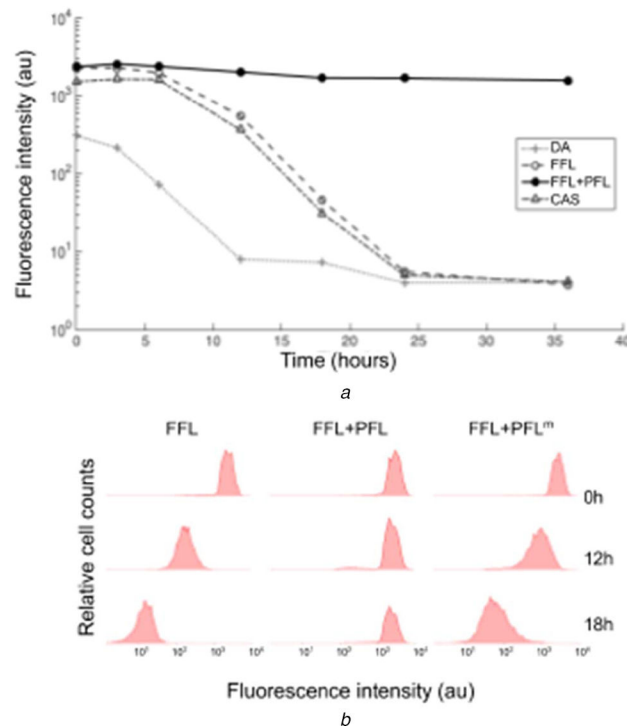 10⁴
10³
10²
10¹
10⁰
Fluorescence intensity (au)
DA
FFL
FFL+PFL
CAS
0 5 10 15 20 25 30 35 40
Time (hours)
a
FFL FFL+PFL FFL+PFLᵐ
Relative cell counts
0h
12h
18h
10¹ 10² 10³ 10⁴ 10¹ 10² 10³ 10⁴ 10¹ 10² 10³ 10⁴
Fluorescence intensity (au)
b